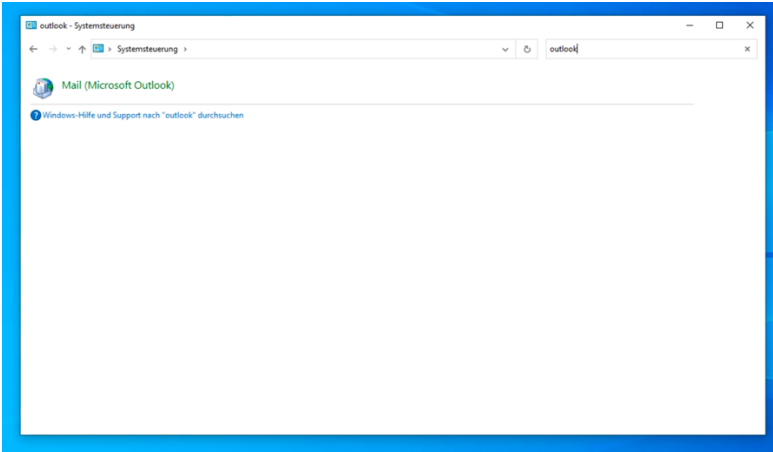 outlook - Systemsteuerung
Systemsteuerung
outlook
Mail (Microsoft Outlook)
Windows-Hilfe und Support nach "outlook" durchsuchen